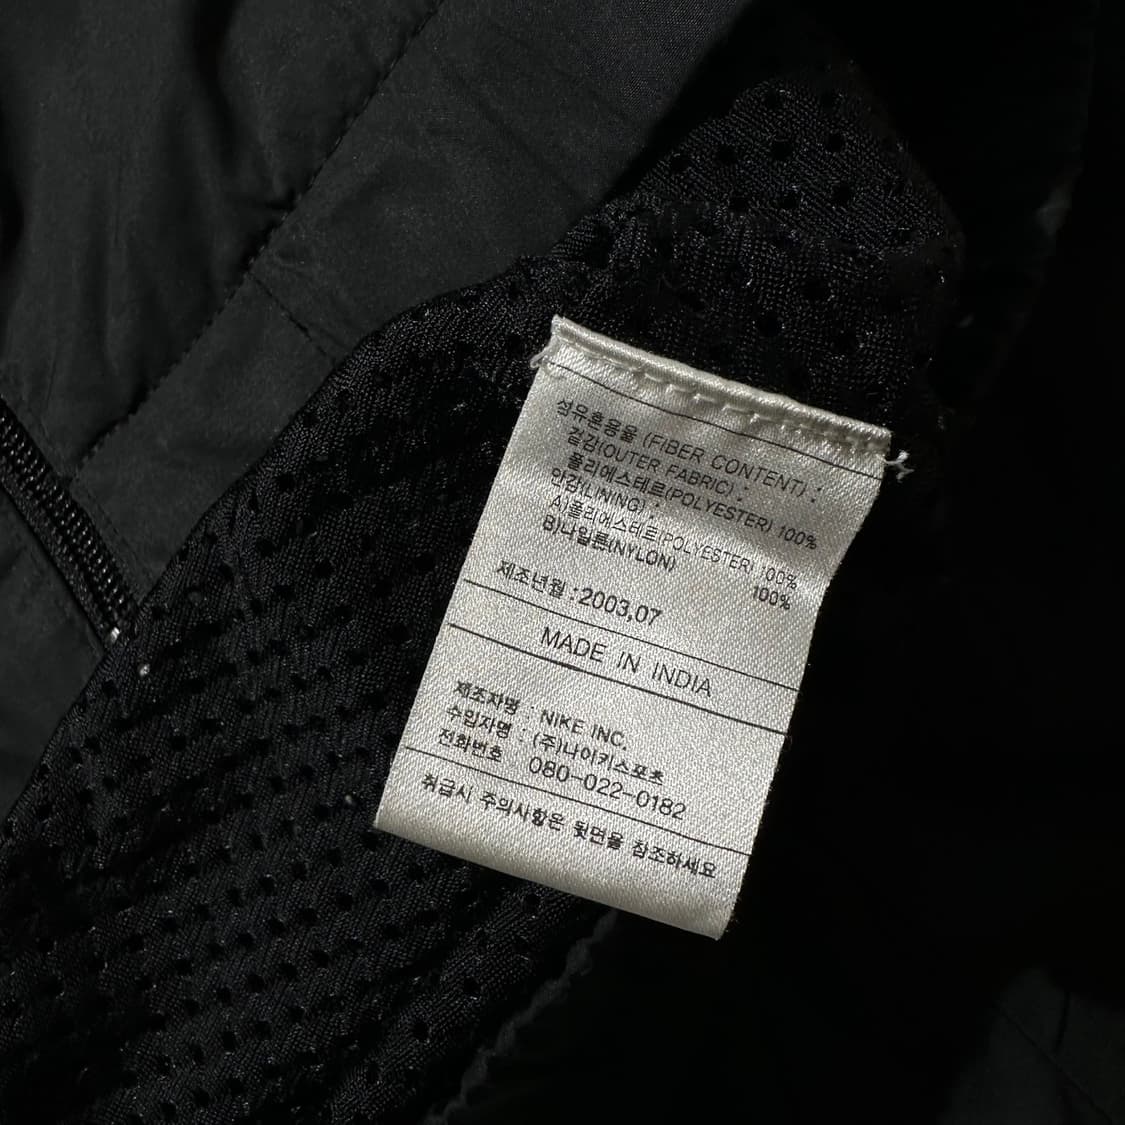 섬유혼용율 (FIBER CONTENT) :
겉감(OUTER FABRIC) :
폴리에스테르(POLYESTER) 100%
안감(LINING) :
A)폴리에스테르(POLYESTER) 100%
B)나일론(NYLON) 100%
제조년월 : 2003.07
MADE IN INDIA
제조자명 : NIKE INC.
수입자명 : (주)나이키스포츠
전화번호 080-022-0182
취급시 주의사항은 뒷면을 참조하세요